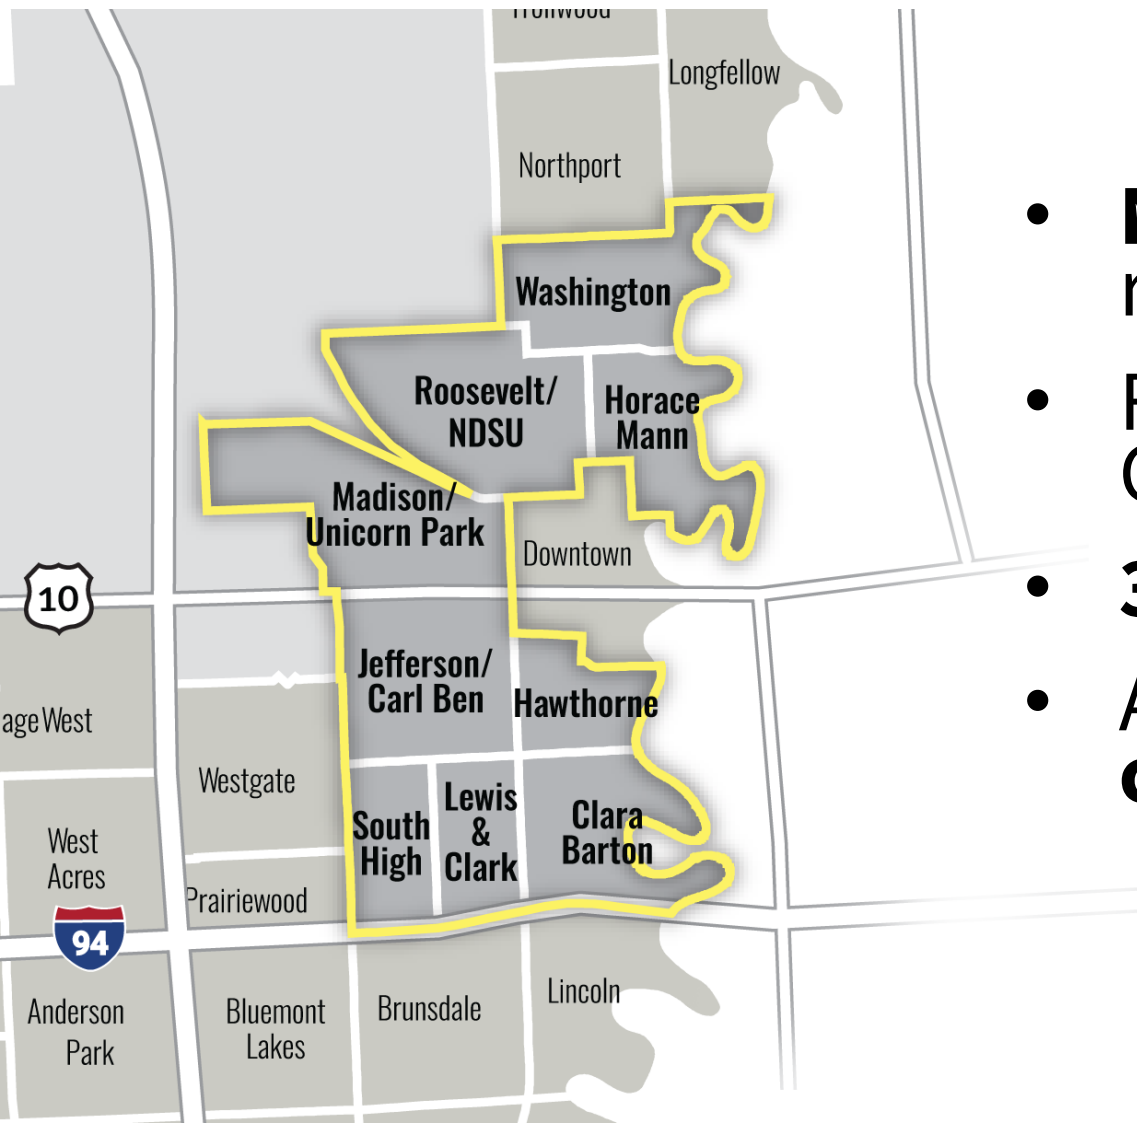 Longfellow
Northport
Washington
Roosevelt/
NDSU
Horace
Mann
Madison/
Unicorn Park
Downtown
10
Jefferson/
Carl Ben
Hawthorne
age West
Westgate
West
Acres
South
High
Lewis
&
Clark
Clara
Barton
Prairiewood
94
Anderson
Park
Bluemont
Lakes
Brunsdale
Lincoln
•
•
•
•